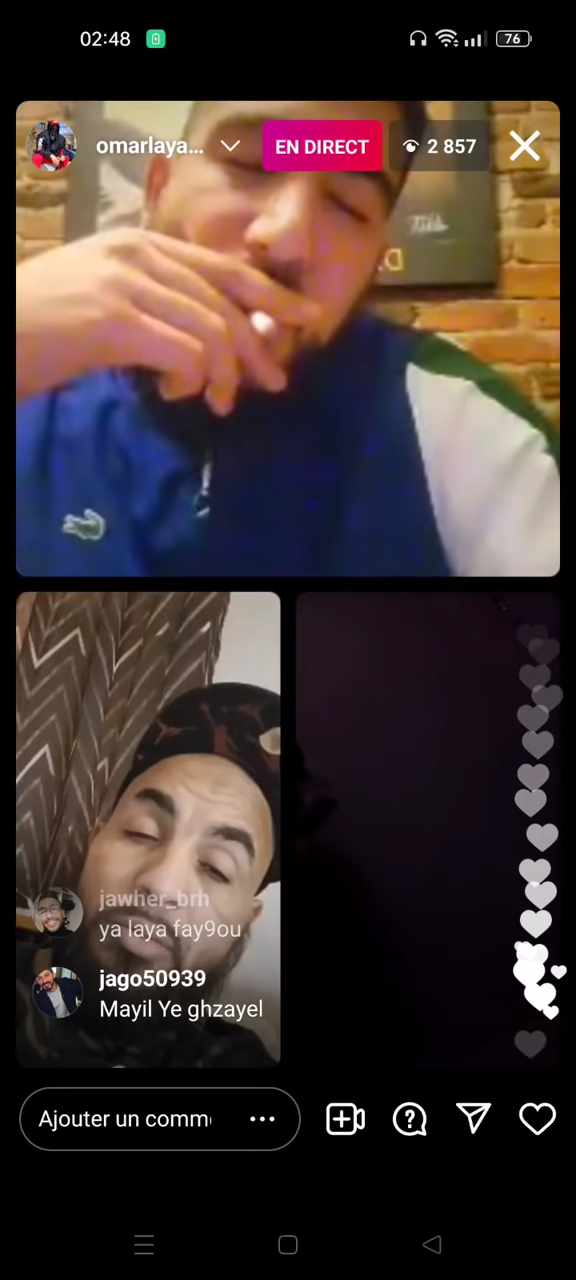 02:48
76
omarlaya...
EN DIRECT
2 857
jawher_brh
ya laya fay9ou
jago50939
Mayil Ye ghzayel
Ajouter un comm